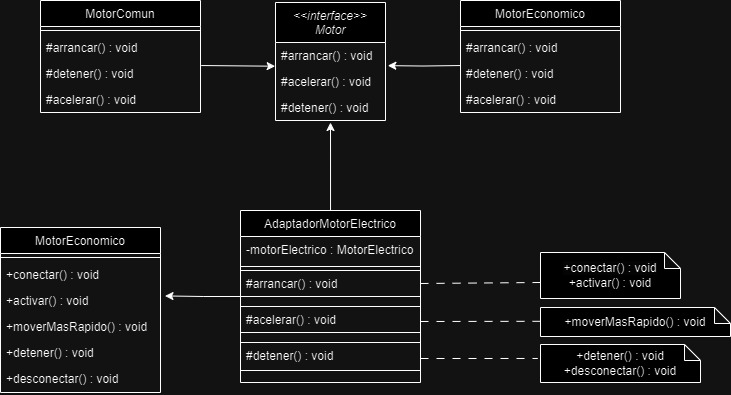 MotorComun
#arrancar() : void
#detener() : void
#acelerar() : void
<<interface>>
Motor
#arrancar() : void
#acelerar() : void
#detener() : void
MotorEconomico
#arrancar() : void
#detener() : void
#acelerar() : void
MotorEconomico
+conectar() : void
+activar() : void
+moverMasRapido() : void
+detener() : void
+desconectar() : void
AdaptadorMotorElectrico
-motorElectrico : MotorElectrico
#arrancar() : void
#acelerar() : void
#detener() : void
+conectar() : void
+activar() : void
+moverMasRapido() : void
+detener() : void
+desconectar() : void